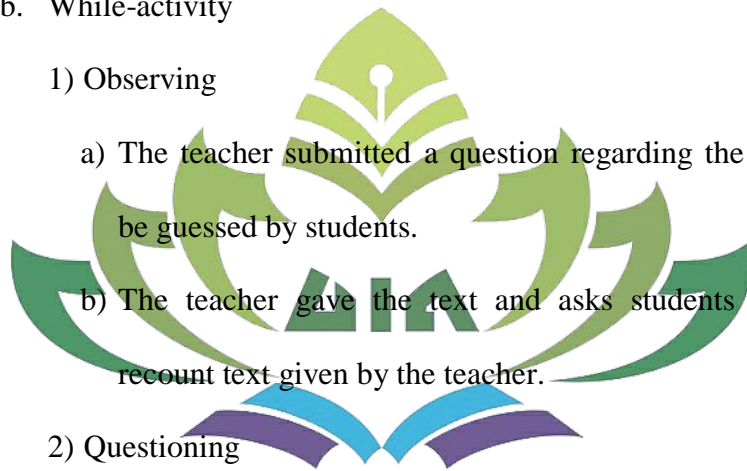 b. While-activity
1) Observing
a) The teacher submitted a question regarding the
be guessed by students.
b) The teacher gave the text and asks students
recount text given by the teacher.
2) Questioning